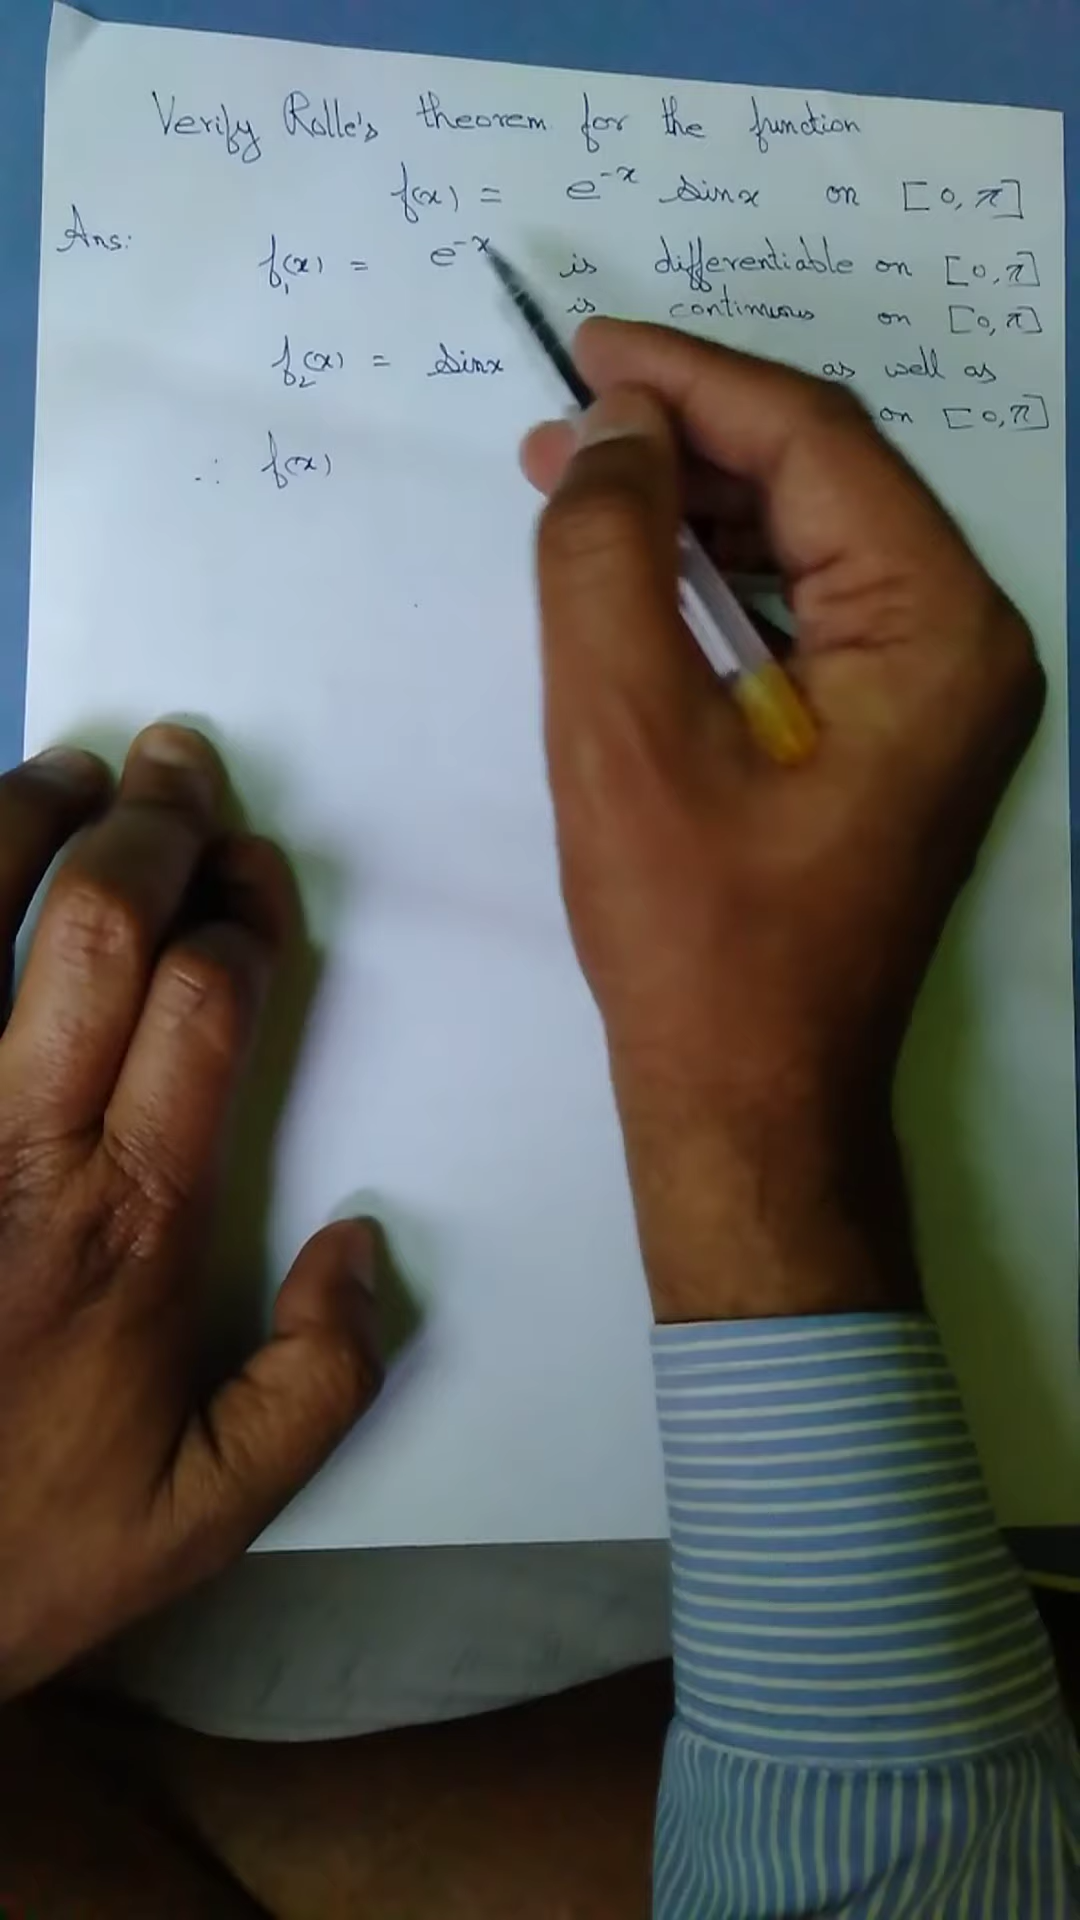 Verify Rolle's theorem for the function
f(x) = e⁻ˣ sinx on [0, π]
Ans:
f₁(x) = e⁻ˣ is differentiable on [0, π]
is continuous on [0, π]
f₂(x) = sinx as well as
on [0, π]
∴ f(x)